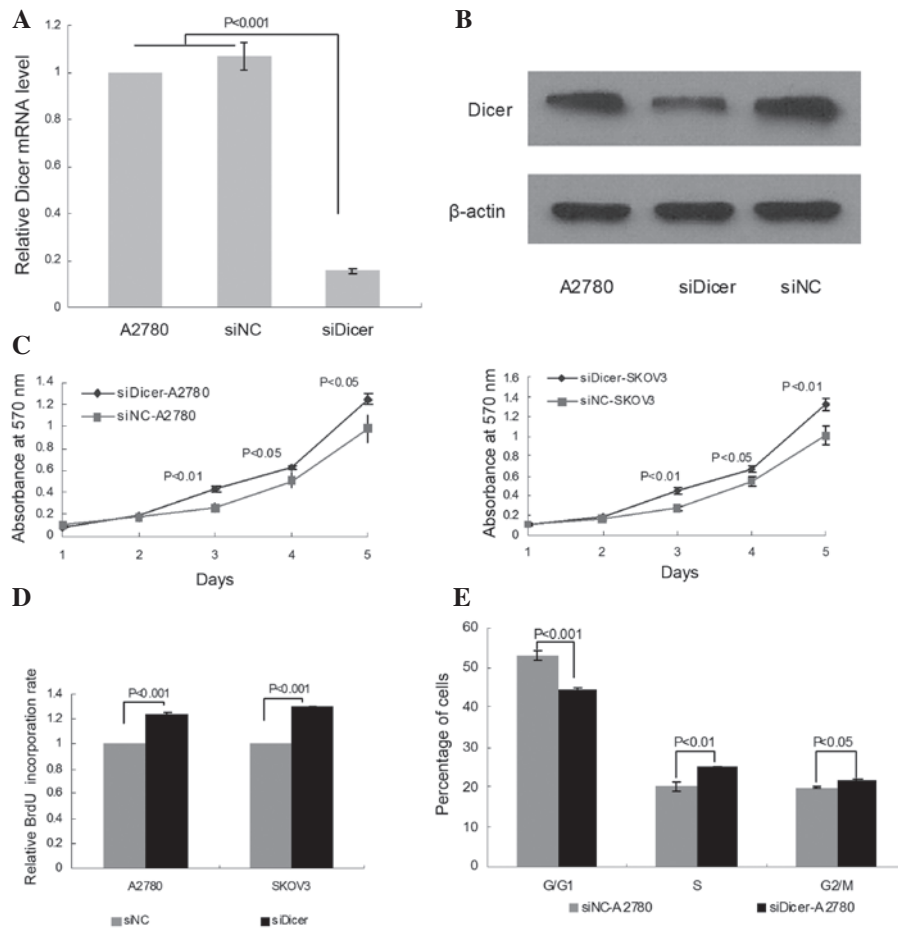 A
P<0.001
Relative Dicer mRNA level
1.2
1
0.8
0.6
0.4
0.2
0
A2780 siNC siDicer
B
Dicer
β-actin
A2780 siDicer siNC
C
Absorbance at 570 nm
1.4
1.2
1
0.8
0.6
0.4
0.2
0
siDicer-A2780
siNC-A2780
P<0.01
P<0.05
P<0.05
1 2 3 4 5
Days
Absorbance at 570 nm
1.6
1.4
1.2
1
0.8
0.6
0.4
0.2
0
siDicer-SKOV3
siNC-SKOV3
P<0.01
P<0.05
P<0.01
1 2 3 4 5
Days
D
Relative BrdU incorporation rate
1.4
1.2
1
0.8
0.6
0.4
0.2
0
P<0.001
P<0.001
A2780 SKOV3
siNC siDicer
E
Percentage of cells
60
50
40
30
20
10
0
P<0.001
P<0.01
P<0.05
G/G1 S G2/M
siNC-A2780 siDicer-A2780